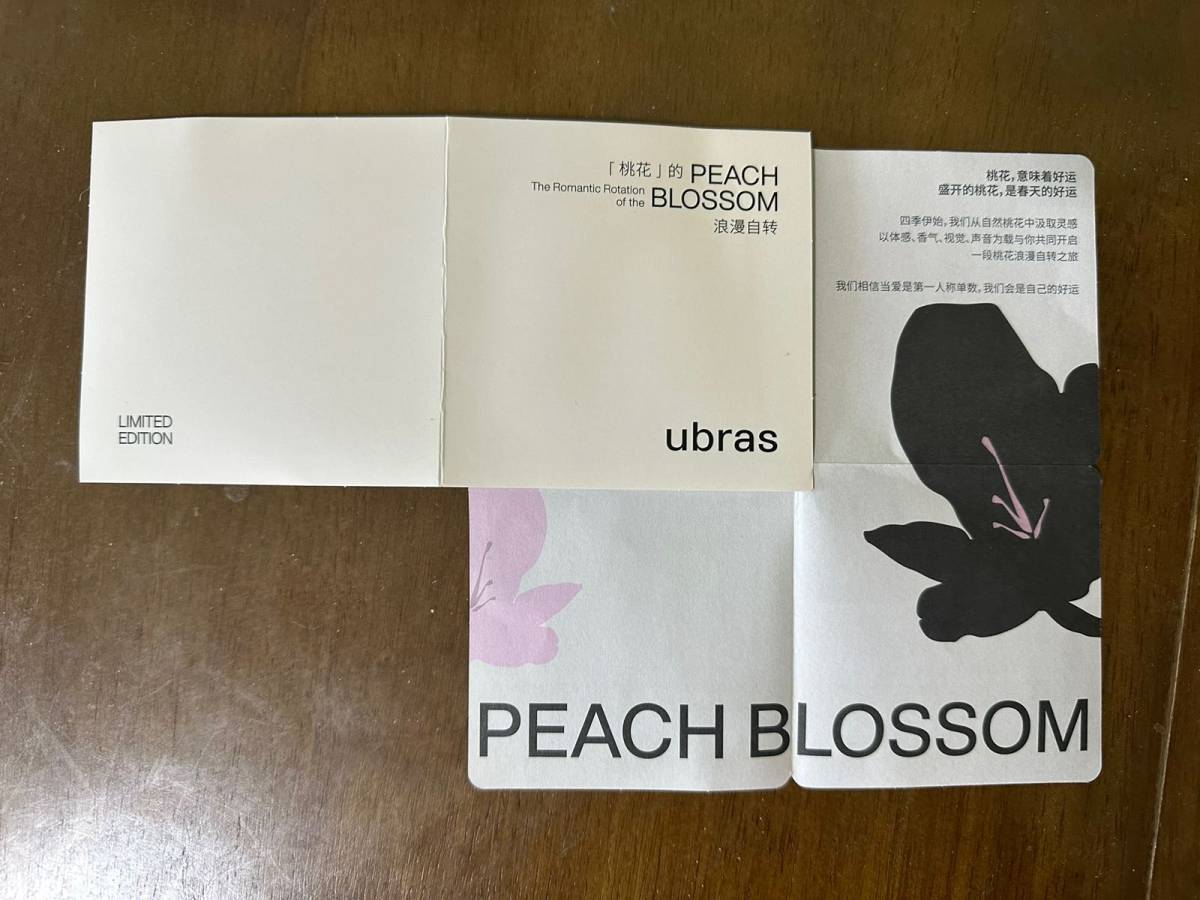 「桃花」的 PEACH
The Romantic Rotation
of the BLOSSOM
浪漫自转
LIMITED
EDITION
ubras
桃花，意味着好运
盛开的桃花，是春天的好运
四季伊始，我们从自然桃花中汲取灵感
以体感、香气、视觉、声音为载与你共同开启
一段桃花浪漫自转之旅
我们相信当爱是第一人称单数，我们会是自己的好运
PEACH BLOSSOM